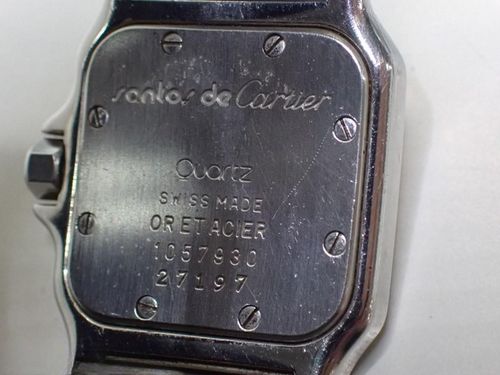 santos de Cartier
Quartz
SWISS MADE
OR ET ACIER
1057930
27197